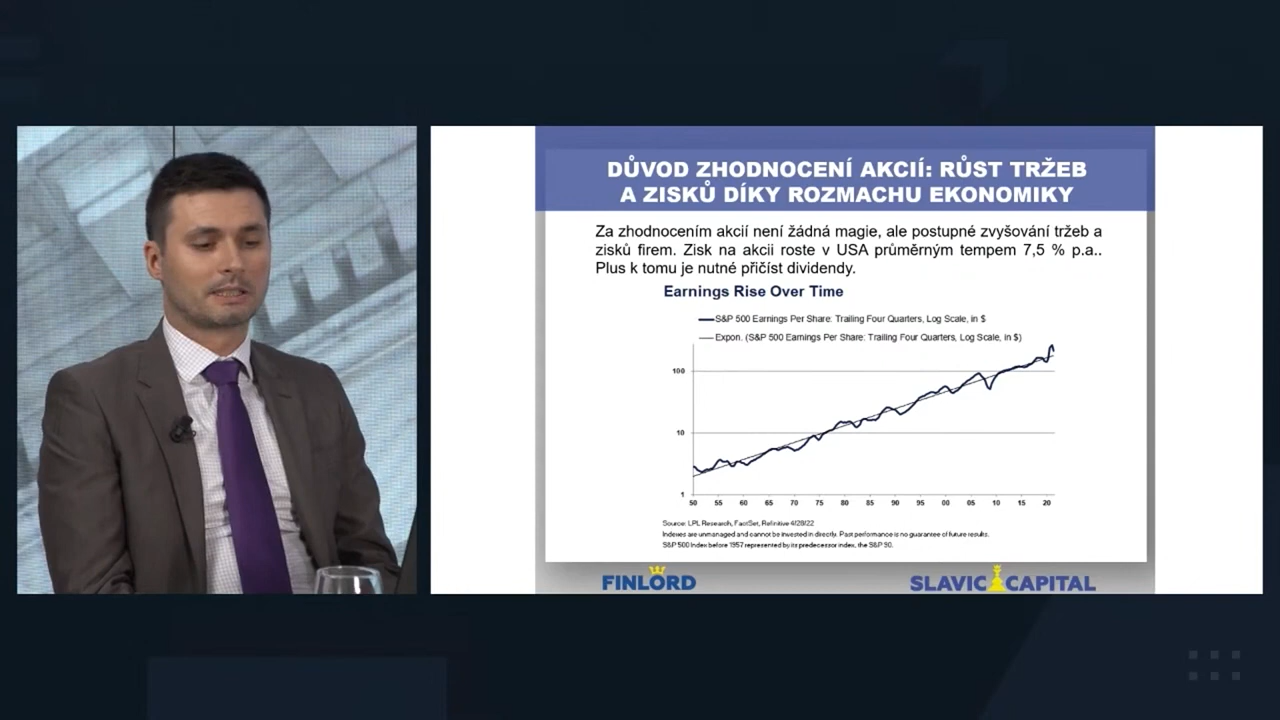 DŮVOD ZHODNOCENÍ AKCIÍ: RŮST TRŽEB
A ZISKŮ DÍKY ROZMACHU EKONOMIKY
Za zhodnocením akcií není žádná magie, ale postupné zvyšování tržeb a
zisků firem. Zisk na akcii roste v USA průměrným tempem 7,5 % p.a..
Plus k tomu je nutné přičíst dividendy.
Earnings Rise Over Time
S&P 500 Earnings Per Share: Trailing Four Quarters, Log Scale, in $
Expon. (S&P 500 Earnings Per Share: Trailing Four Quarters, Log Scale, in $)
100
10
1
50 55 60 65 70 75 80 85 90 95 00 05 10 15 20
Source: LPL Research, FactSet, Refinitive 4/28/22
Indexes are unmanaged and cannot be invested in directly. Past performance is no guarantee of future results.
S&P 500 Index before 1957 represented by its predecessor index, the S&P 90.
FINLORD
SLAVIC CAPITAL